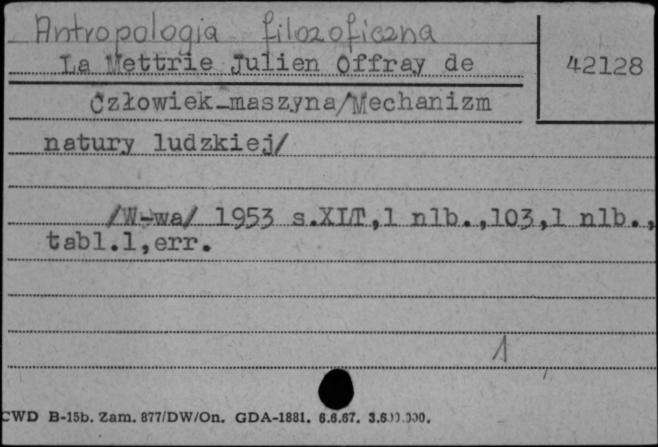 Antropologia filozoficzna
La Mettrie Julien Offray de
42128
Człowiek-maszyna/Mechanizm
natury ludzkiej/
/W-wa/ 1953 s.XLT,1 nlb.,103,1 nlb.,
tabl.1,err.
1
CWD B-15b. Zam. 877/DW/On. GDA-1881. 6.6.67.